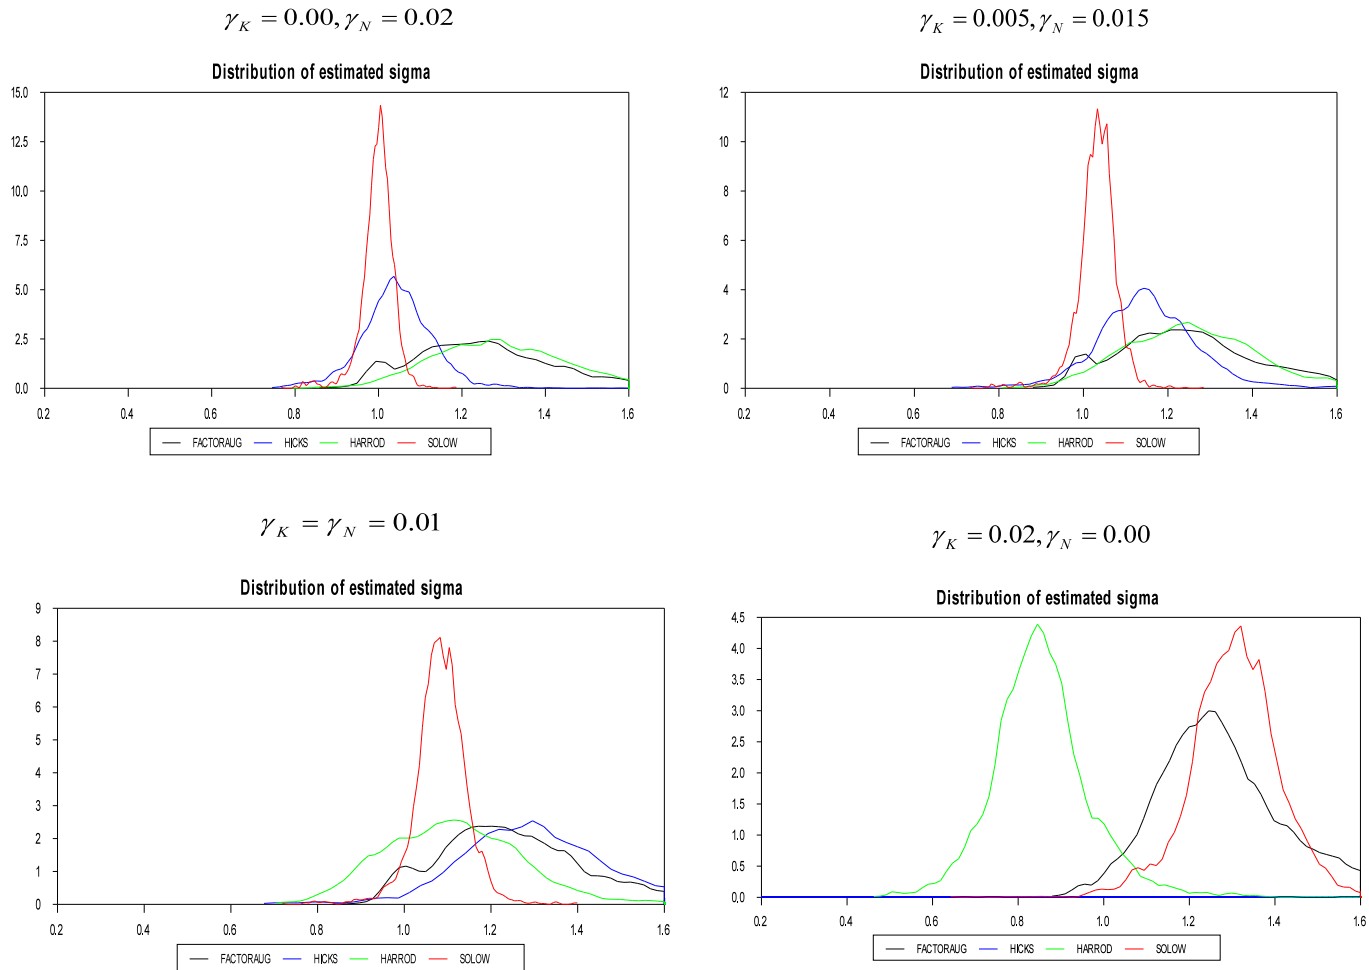 γ_K = 0.00, γ_N = 0.02
Distribution of estimated sigma
15.0
12.5
10.0
7.5
5.0
2.5
0.0
0.2 0.4 0.6 0.8 1.0 1.2 1.4 1.6
FACTORAUG HICKS HARROD SOLOW
γ_K = 0.005, γ_N = 0.015
Distribution of estimated sigma
12
10
8
6
4
2
0
0.2 0.4 0.6 0.8 1.0 1.2 1.4 1.6
FACTORAUG HICKS HARROD SOLOW
γ_K = γ_N = 0.01
Distribution of estimated sigma
9
8
7
6
5
4
3
2
1
0
0.2 0.4 0.6 0.8 1.0 1.2 1.4 1.6
FACTORAUG HICKS HARROD SOLOW
γ_K = 0.02, γ_N = 0.00
Distribution of estimated sigma
4.5
4.0
3.5
3.0
2.5
2.0
1.5
1.0
0.5
0.0
0.2 0.4 0.6 0.8 1.0 1.2 1.4 1.6
FACTORAUG HICKS HARROD SOLOW